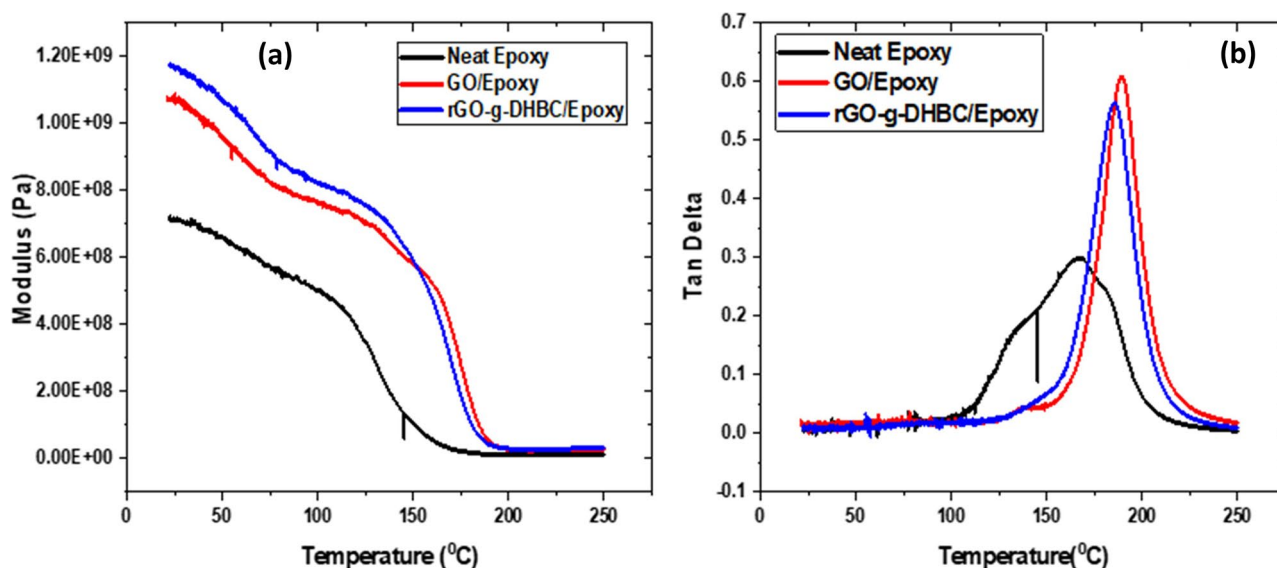 (a)
Neat Epoxy
GO/Epoxy
rGO-g-DHBC/Epoxy
1.20E+09
1.00E+09
8.00E+08
6.00E+08
4.00E+08
2.00E+08
0.00E+00
Modulus (Pa)
0 50 100 150 200 250
Temperature (⁰C)
(b)
Neat Epoxy
GO/Epoxy
rGO-g-DHBC/Epoxy
0.7
0.6
0.5
0.4
0.3
0.2
0.1
0.0
-0.1
Tan Delta
0 50 100 150 200 250
Temperature(⁰C)